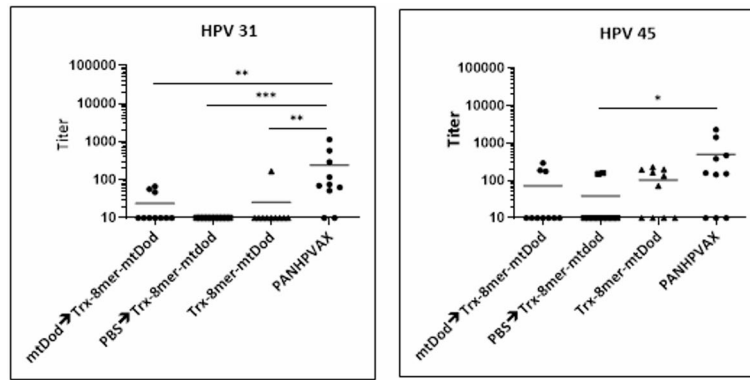 HPV 31
Titer
100000
10000
1000
100
10
**
***
**
mtDod➔Trx-8mer-mtDod
PBS➔Trx-8mer-mtdod
Trx-8mer-mtDod
PANHPVAX
HPV 45
Titer
100000
10000
1000
100
10
*
mtDod➔Trx-8mer-mtDod
PBS➔Trx-8mer-mtdod
Trx-8mer-mtDod
PANHPVAX